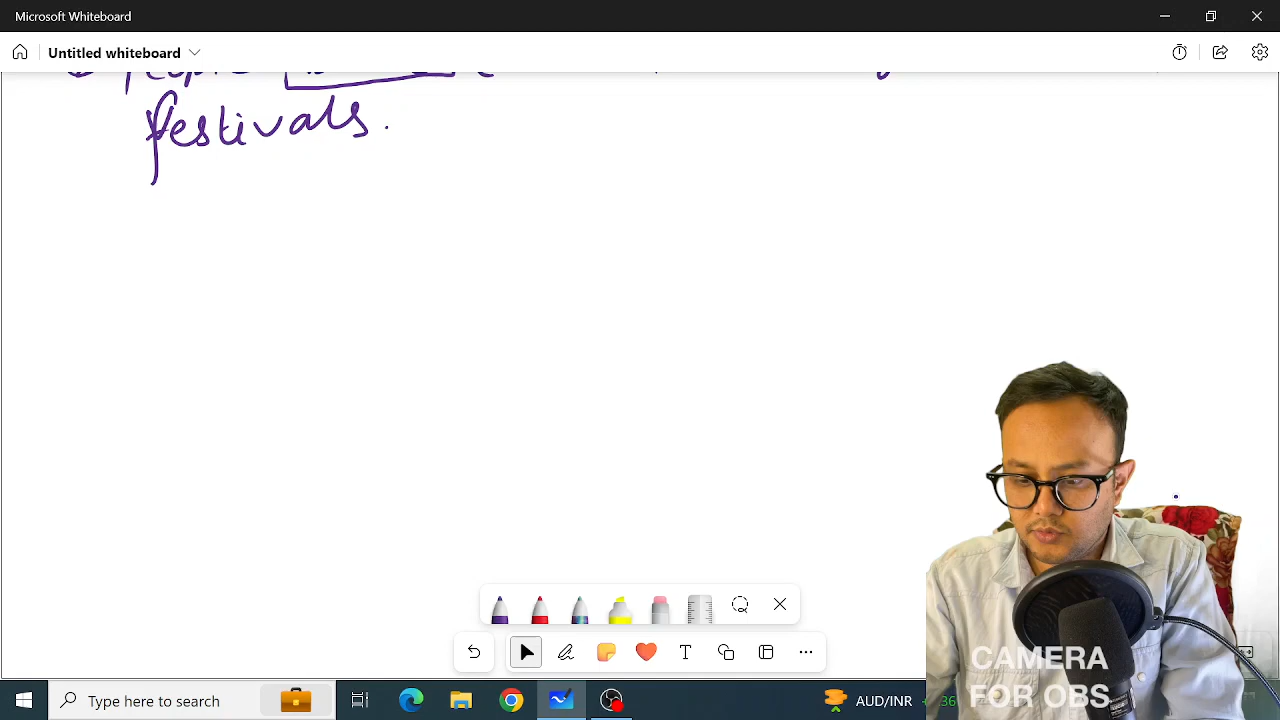 Microsoft Whiteboard
Untitled whiteboard
festivals.
T
CAMERA
FOR OBS
Type here to search
AUD/INR